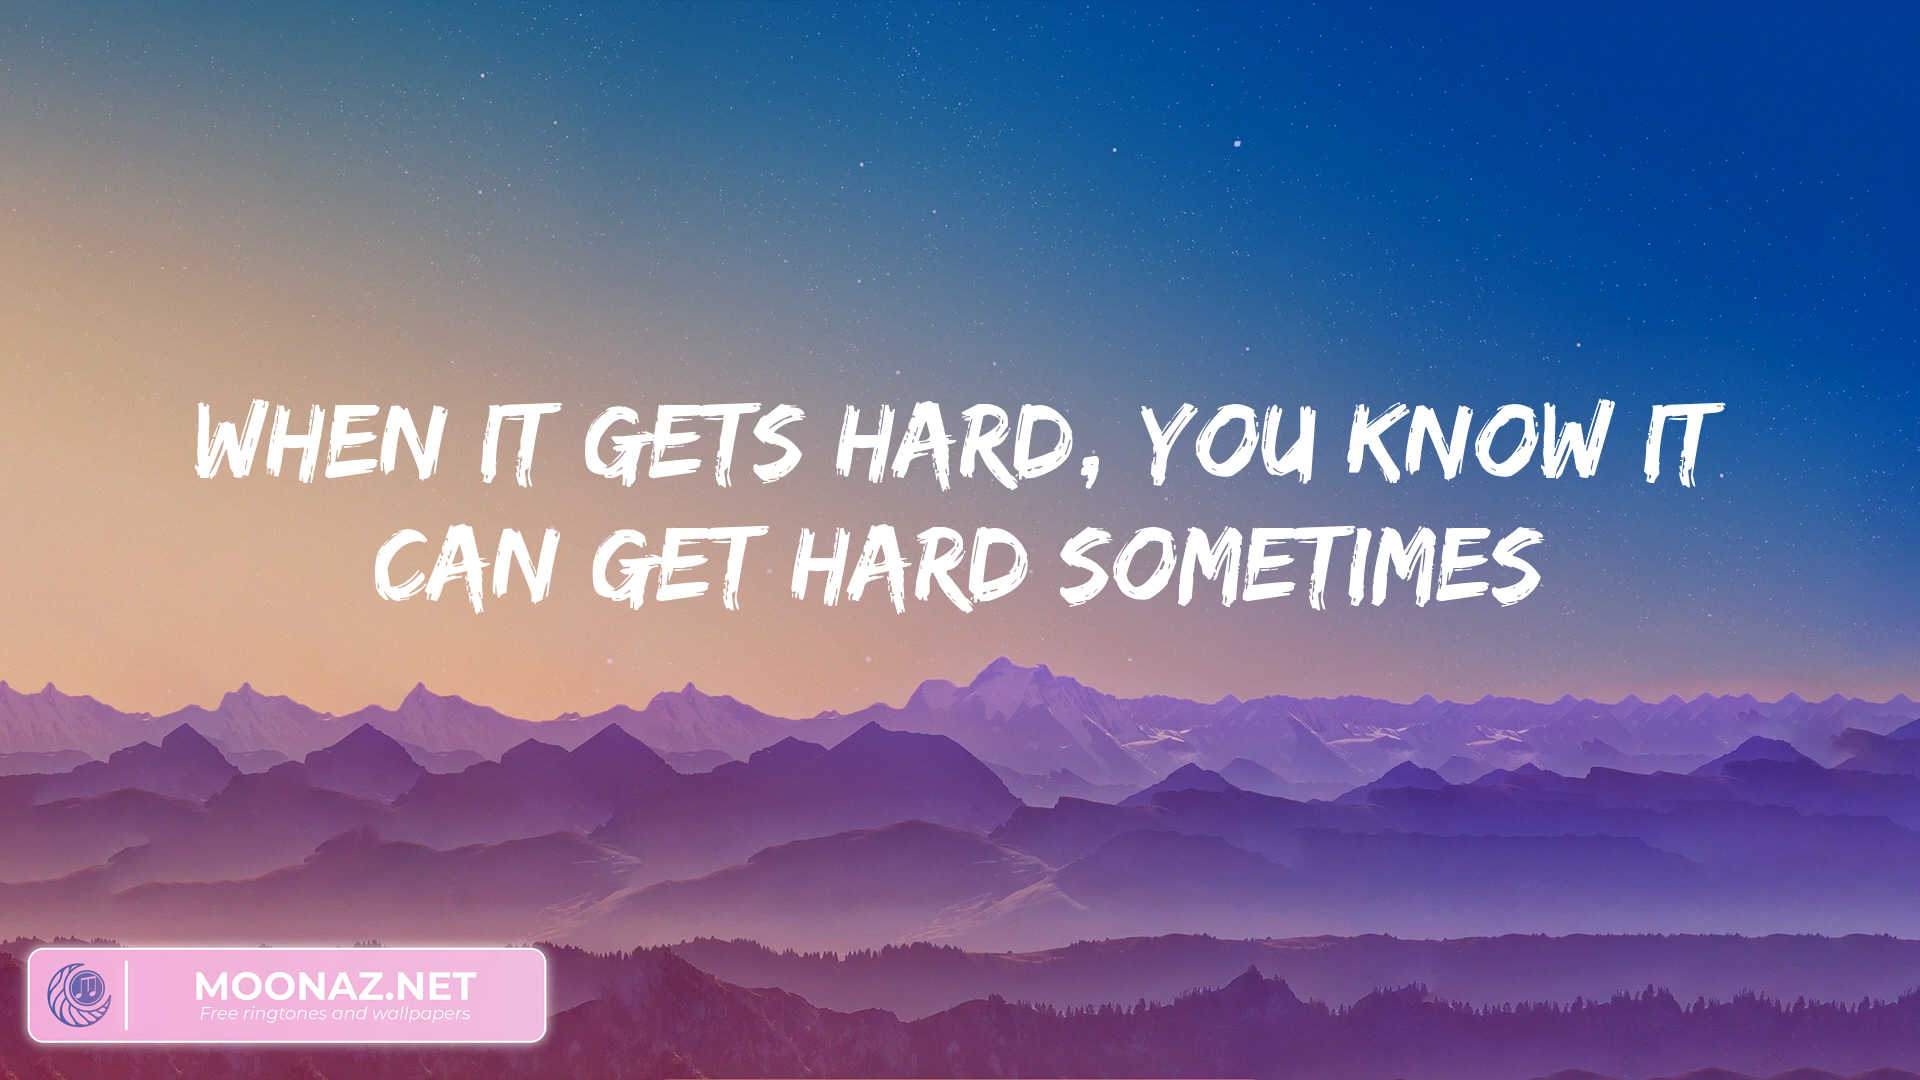 WHEN IT GETS HARD, YOU KNOW IT
CAN GET HARD SOMETIMES
MOONAZ.NET
Free ringtones and wallpapers